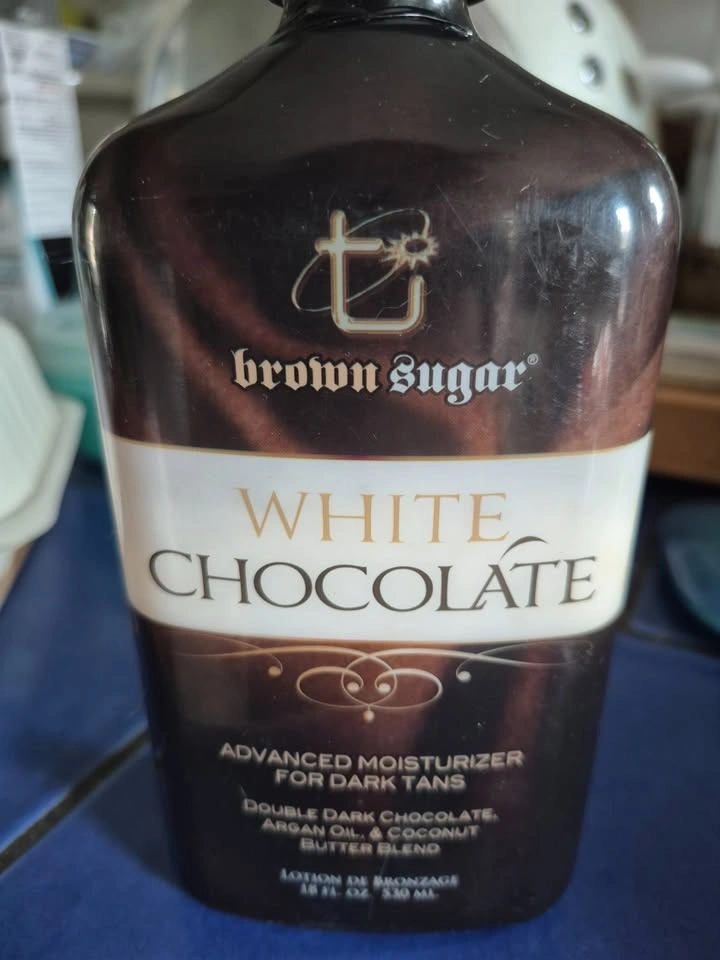 t
brown sugar®
WHITE
CHOCOLATE
ADVANCED MOISTURIZER
FOR DARK TANS
DOUBLE DARK CHOCOLATE,
ARGAN OIL, & COCONUT
BUTTER BLEND
LOTION DE BRONZAGE
18 FL. OZ. 530 ML